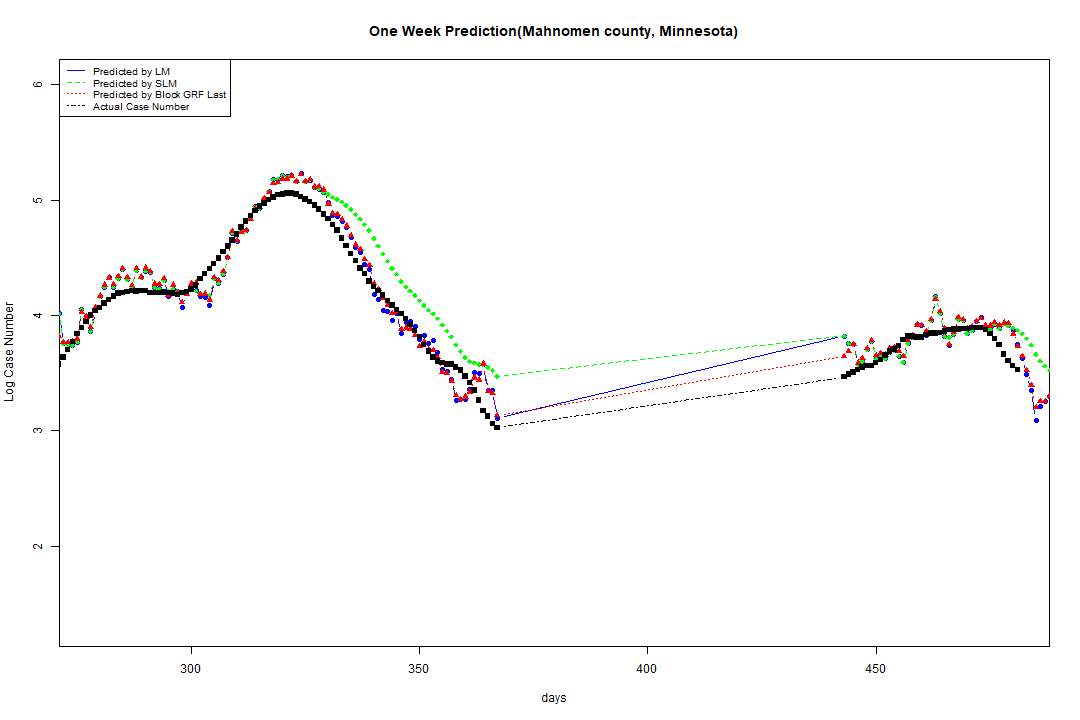 One Week Prediction(Mahnomen county, Minnesota)
Predicted by LM
Predicted by SLM
Predicted by Block GRF Last
Actual Case Number
6
5
4
3
2
Log Case Number
300
350
400
450
days